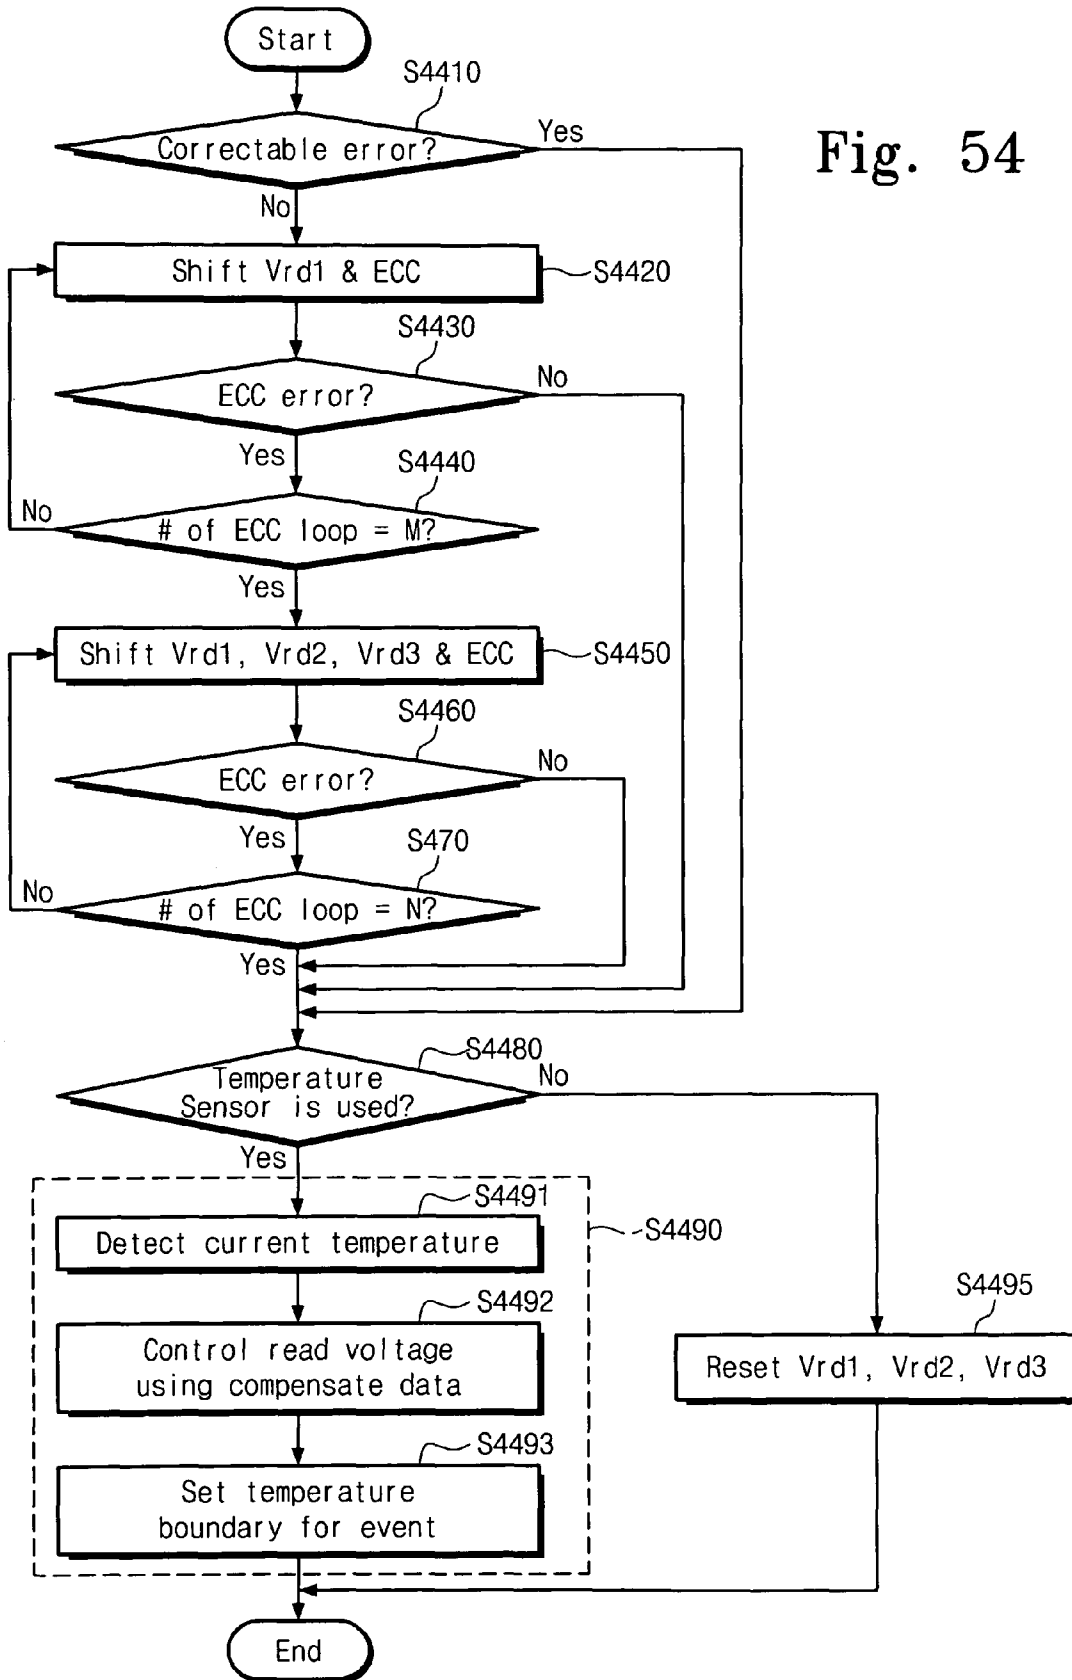 Start
S4410
Correctable error?
Yes
Fig. 54
No
Shift Vrd1 & ECC
S4420
S4430
ECC error?
No
Yes
S4440
No
# of ECC loop = M?
Yes
Shift Vrd1, Vrd2, Vrd3 & ECC
S4450
S4460
ECC error?
No
Yes
S470
No
# of ECC loop = N?
Yes
S4480
Temperature
Sensor is used?
No
Yes
S4491
Detect current temperature
S4490
S4492
Control read voltage
using compensate data
S4495
Reset Vrd1, Vrd2, Vrd3
S4493
Set temperature
boundary for event
End